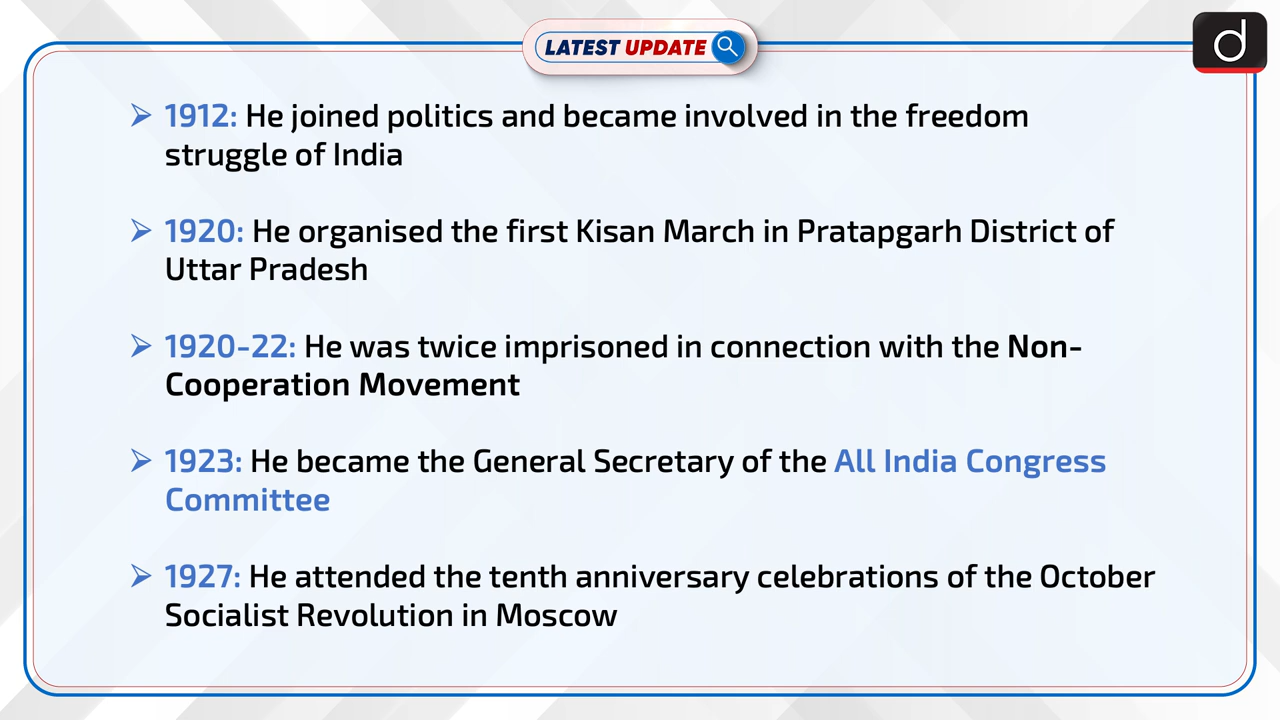 LATEST UPDATE
d
➢ 1912: He joined politics and became involved in the freedom
struggle of India
➢ 1920: He organised the first Kisan March in Pratapgarh District of
Uttar Pradesh
➢ 1920-22: He was twice imprisoned in connection with the Non-
Cooperation Movement
➢ 1923: He became the General Secretary of the All India Congress
Committee
➢ 1927: He attended the tenth anniversary celebrations of the October
Socialist Revolution in Moscow